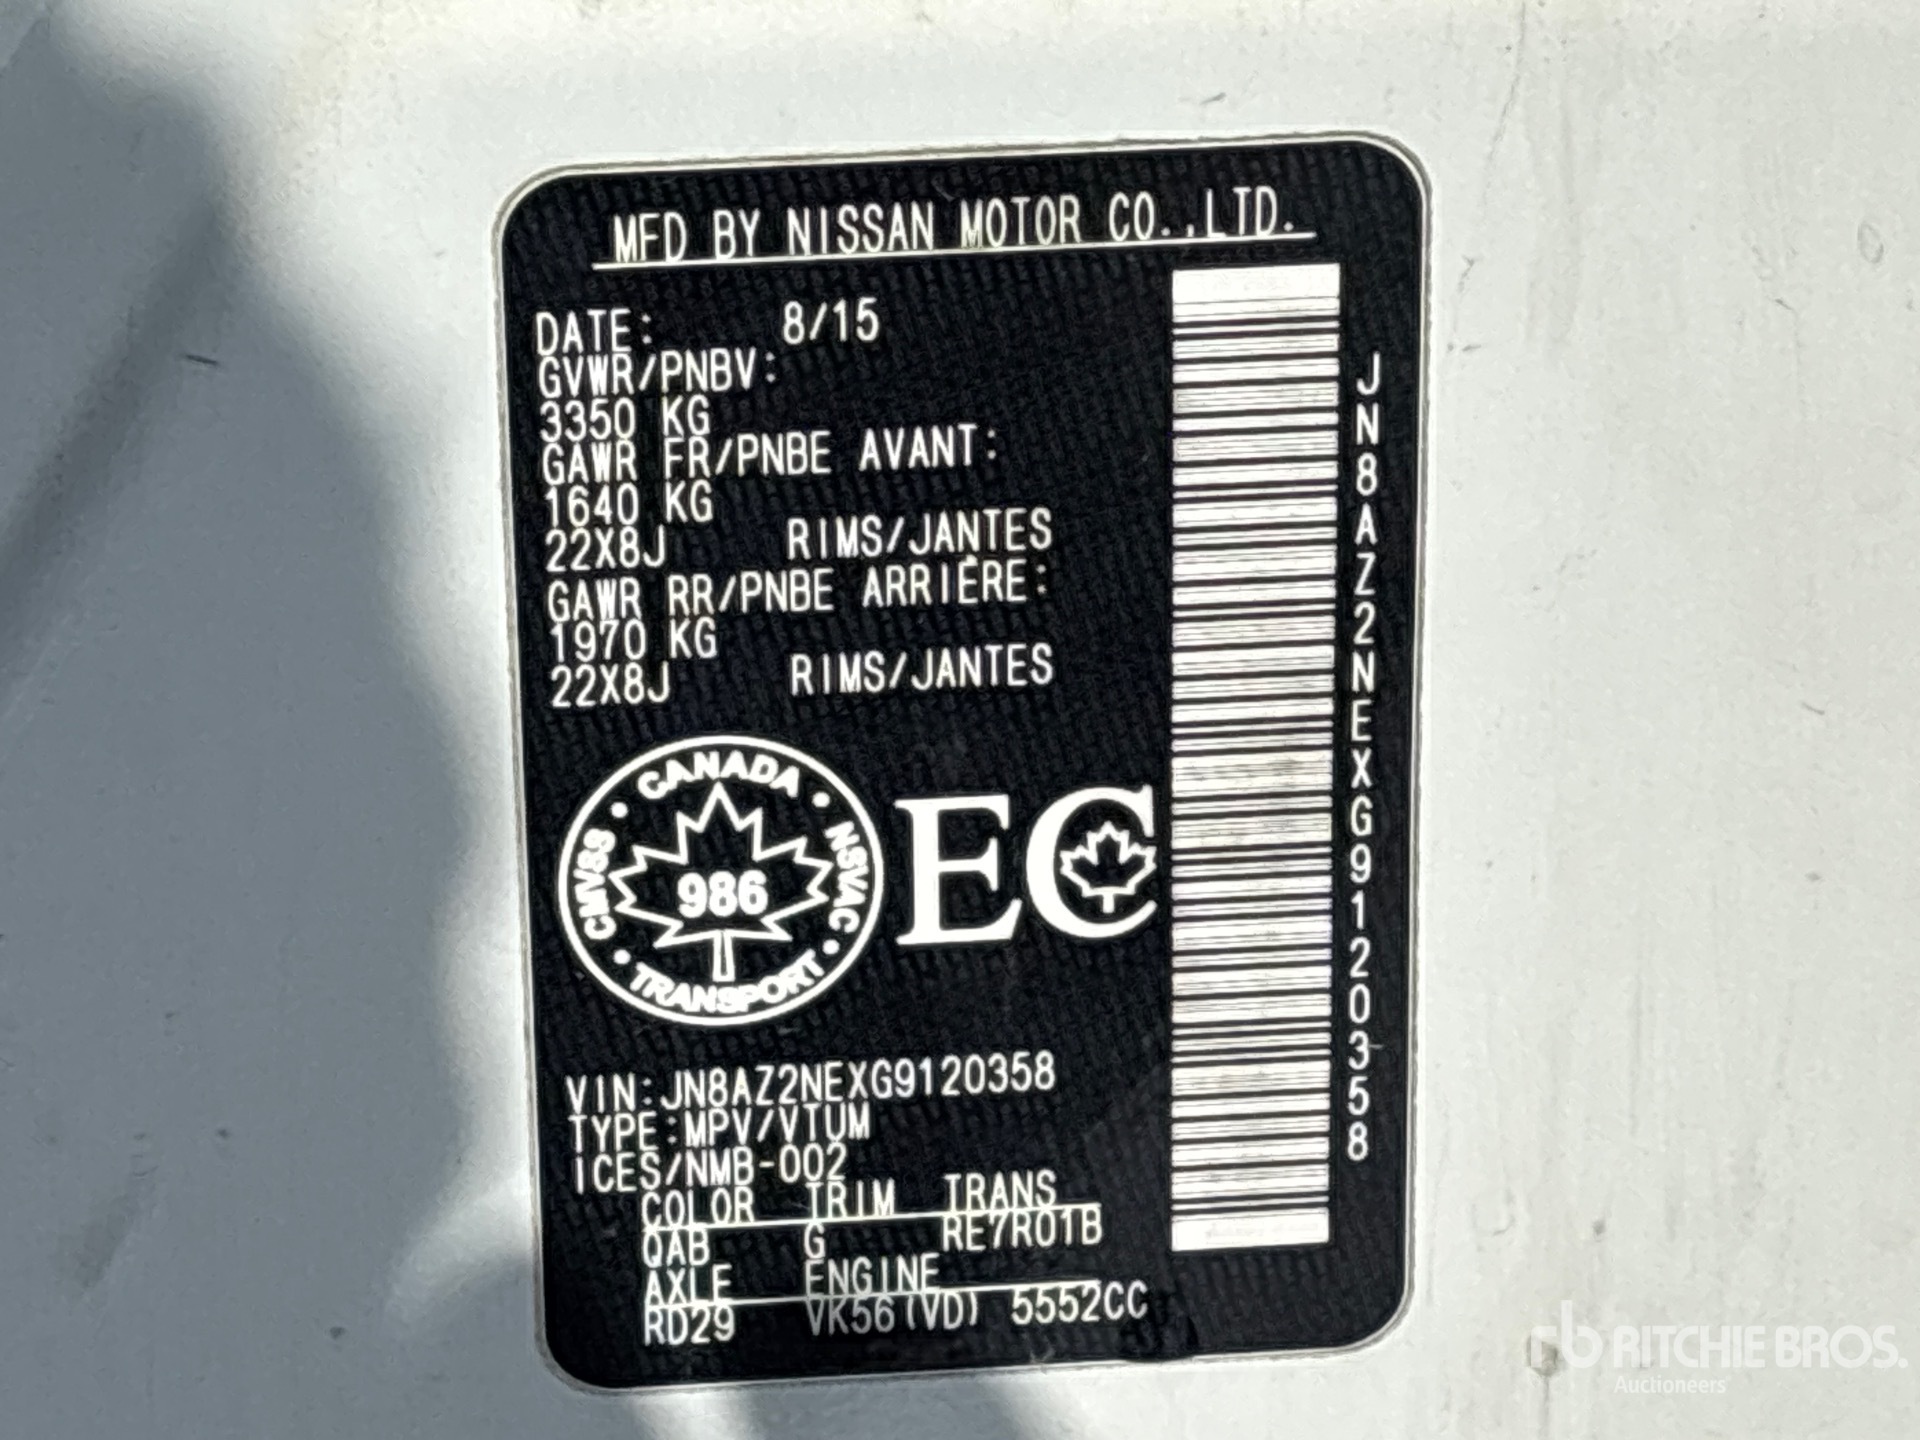 MFD BY NISSAN MOTOR CO.,LTD.
DATE: 8/15
GVWR/PNBV:
3350 KG
GAWR FR/PNBE AVANT:
1640 KG
22X8J RIMS/JANTES
GAWR RR/PNBE ARRIÈRE:
1970 KG
22X8J RIMS/JANTES
CANADA
CMVSS
NSVAC
986
TRANSPORT
EC
VIN:JN8AZ2NEXG9120358
TYPE:MPV/VTUM
ICES/NMB-002
COLOR TRIM TRANS
QAB G RE7R01B
AXLE ENGINE
RD29 VK56(VD) 5552CC
JN8AZ2NEXG9120358
rb RITCHIE BROS.
Auctioneers